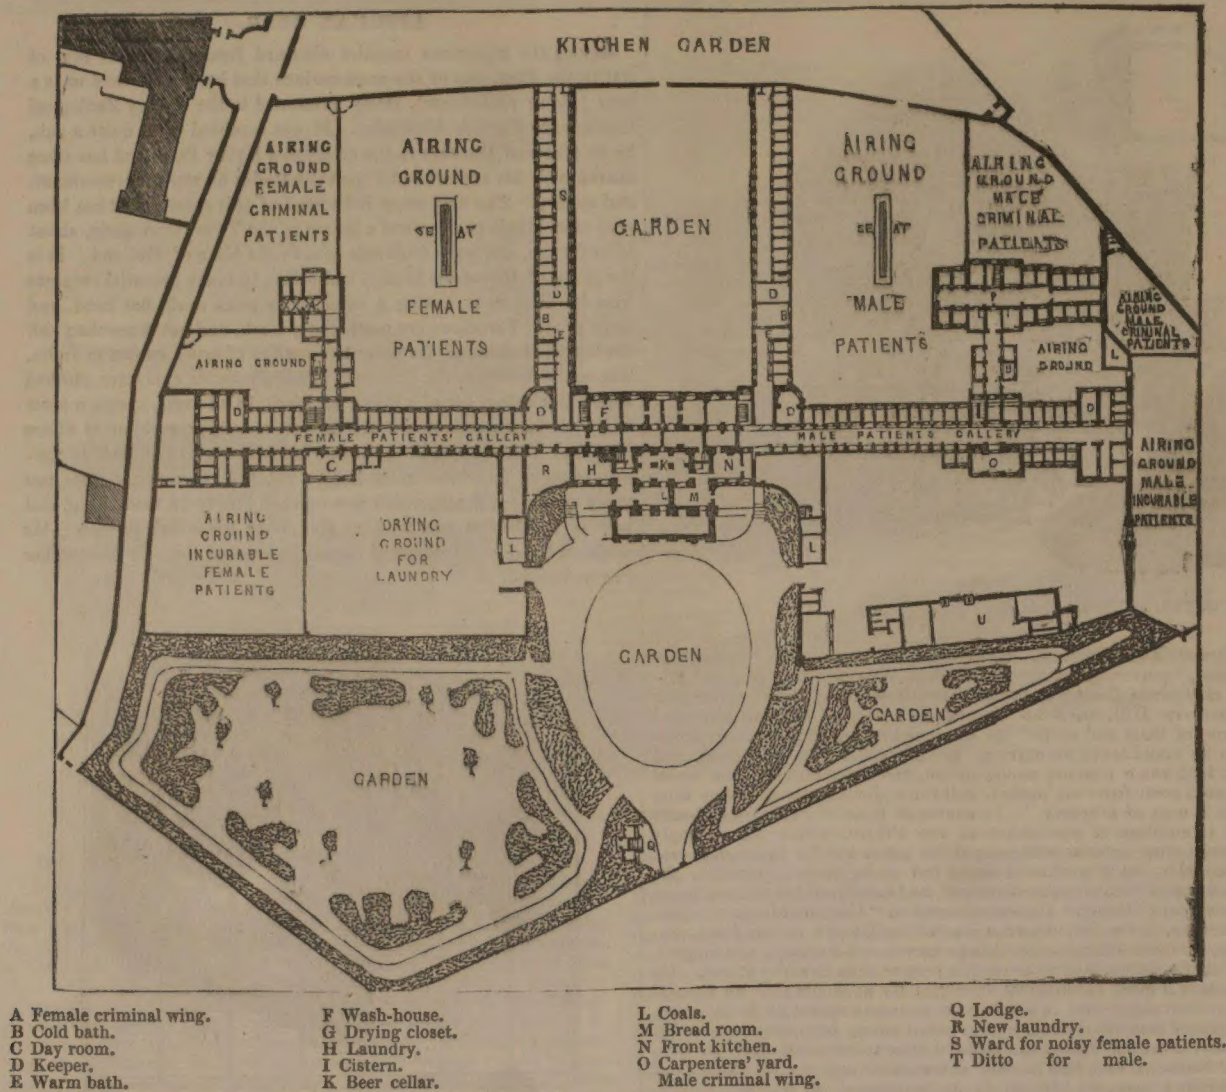 KITCHEN GARDEN
AIRING
GROUND
FEMALE
CRIMINAL
PATIENTS
AIRING
GROUND
SEAT
FEMALE
PATIENTS
S
D
B
E
GARDEN
D
B
E
AIRING
GROUND
SEAT
MALE
PATIENTS
AIRING
GROUND
MALE
CRIMINAL
PATIENTS
P
AIRING
GROUND
MALE
CRIMINAL
PATIENTS
L
A
AIRING GROUND
B
AIRING
GROUND
D
D
F
D
D
FEMALE PATIENTS' GALLERY
MALE PATIENTS GALLERY
C
R
H
K
N
O
L
M
AIRING
GROUND
MALE
INCURABLE
PATIENTS
AIRING
GROUND
INCURABLE
FEMALE
PATIENTS
DRYING
GROUND
FOR
LAUNDRY
L
L
U
GARDEN
GARDEN
GARDEN
Q
A Female criminal wing.
B Cold bath.
C Day room.
D Keeper.
E Warm bath.
F Wash-house.
G Drying closet.
H Laundry.
I Cistern.
K Beer cellar.
L Coals.
M Bread room.
N Front kitchen.
O Carpenters' yard.
Male criminal wing.
Q Lodge.
R New laundry.
S Ward for noisy female patients.
T Ditto for male.